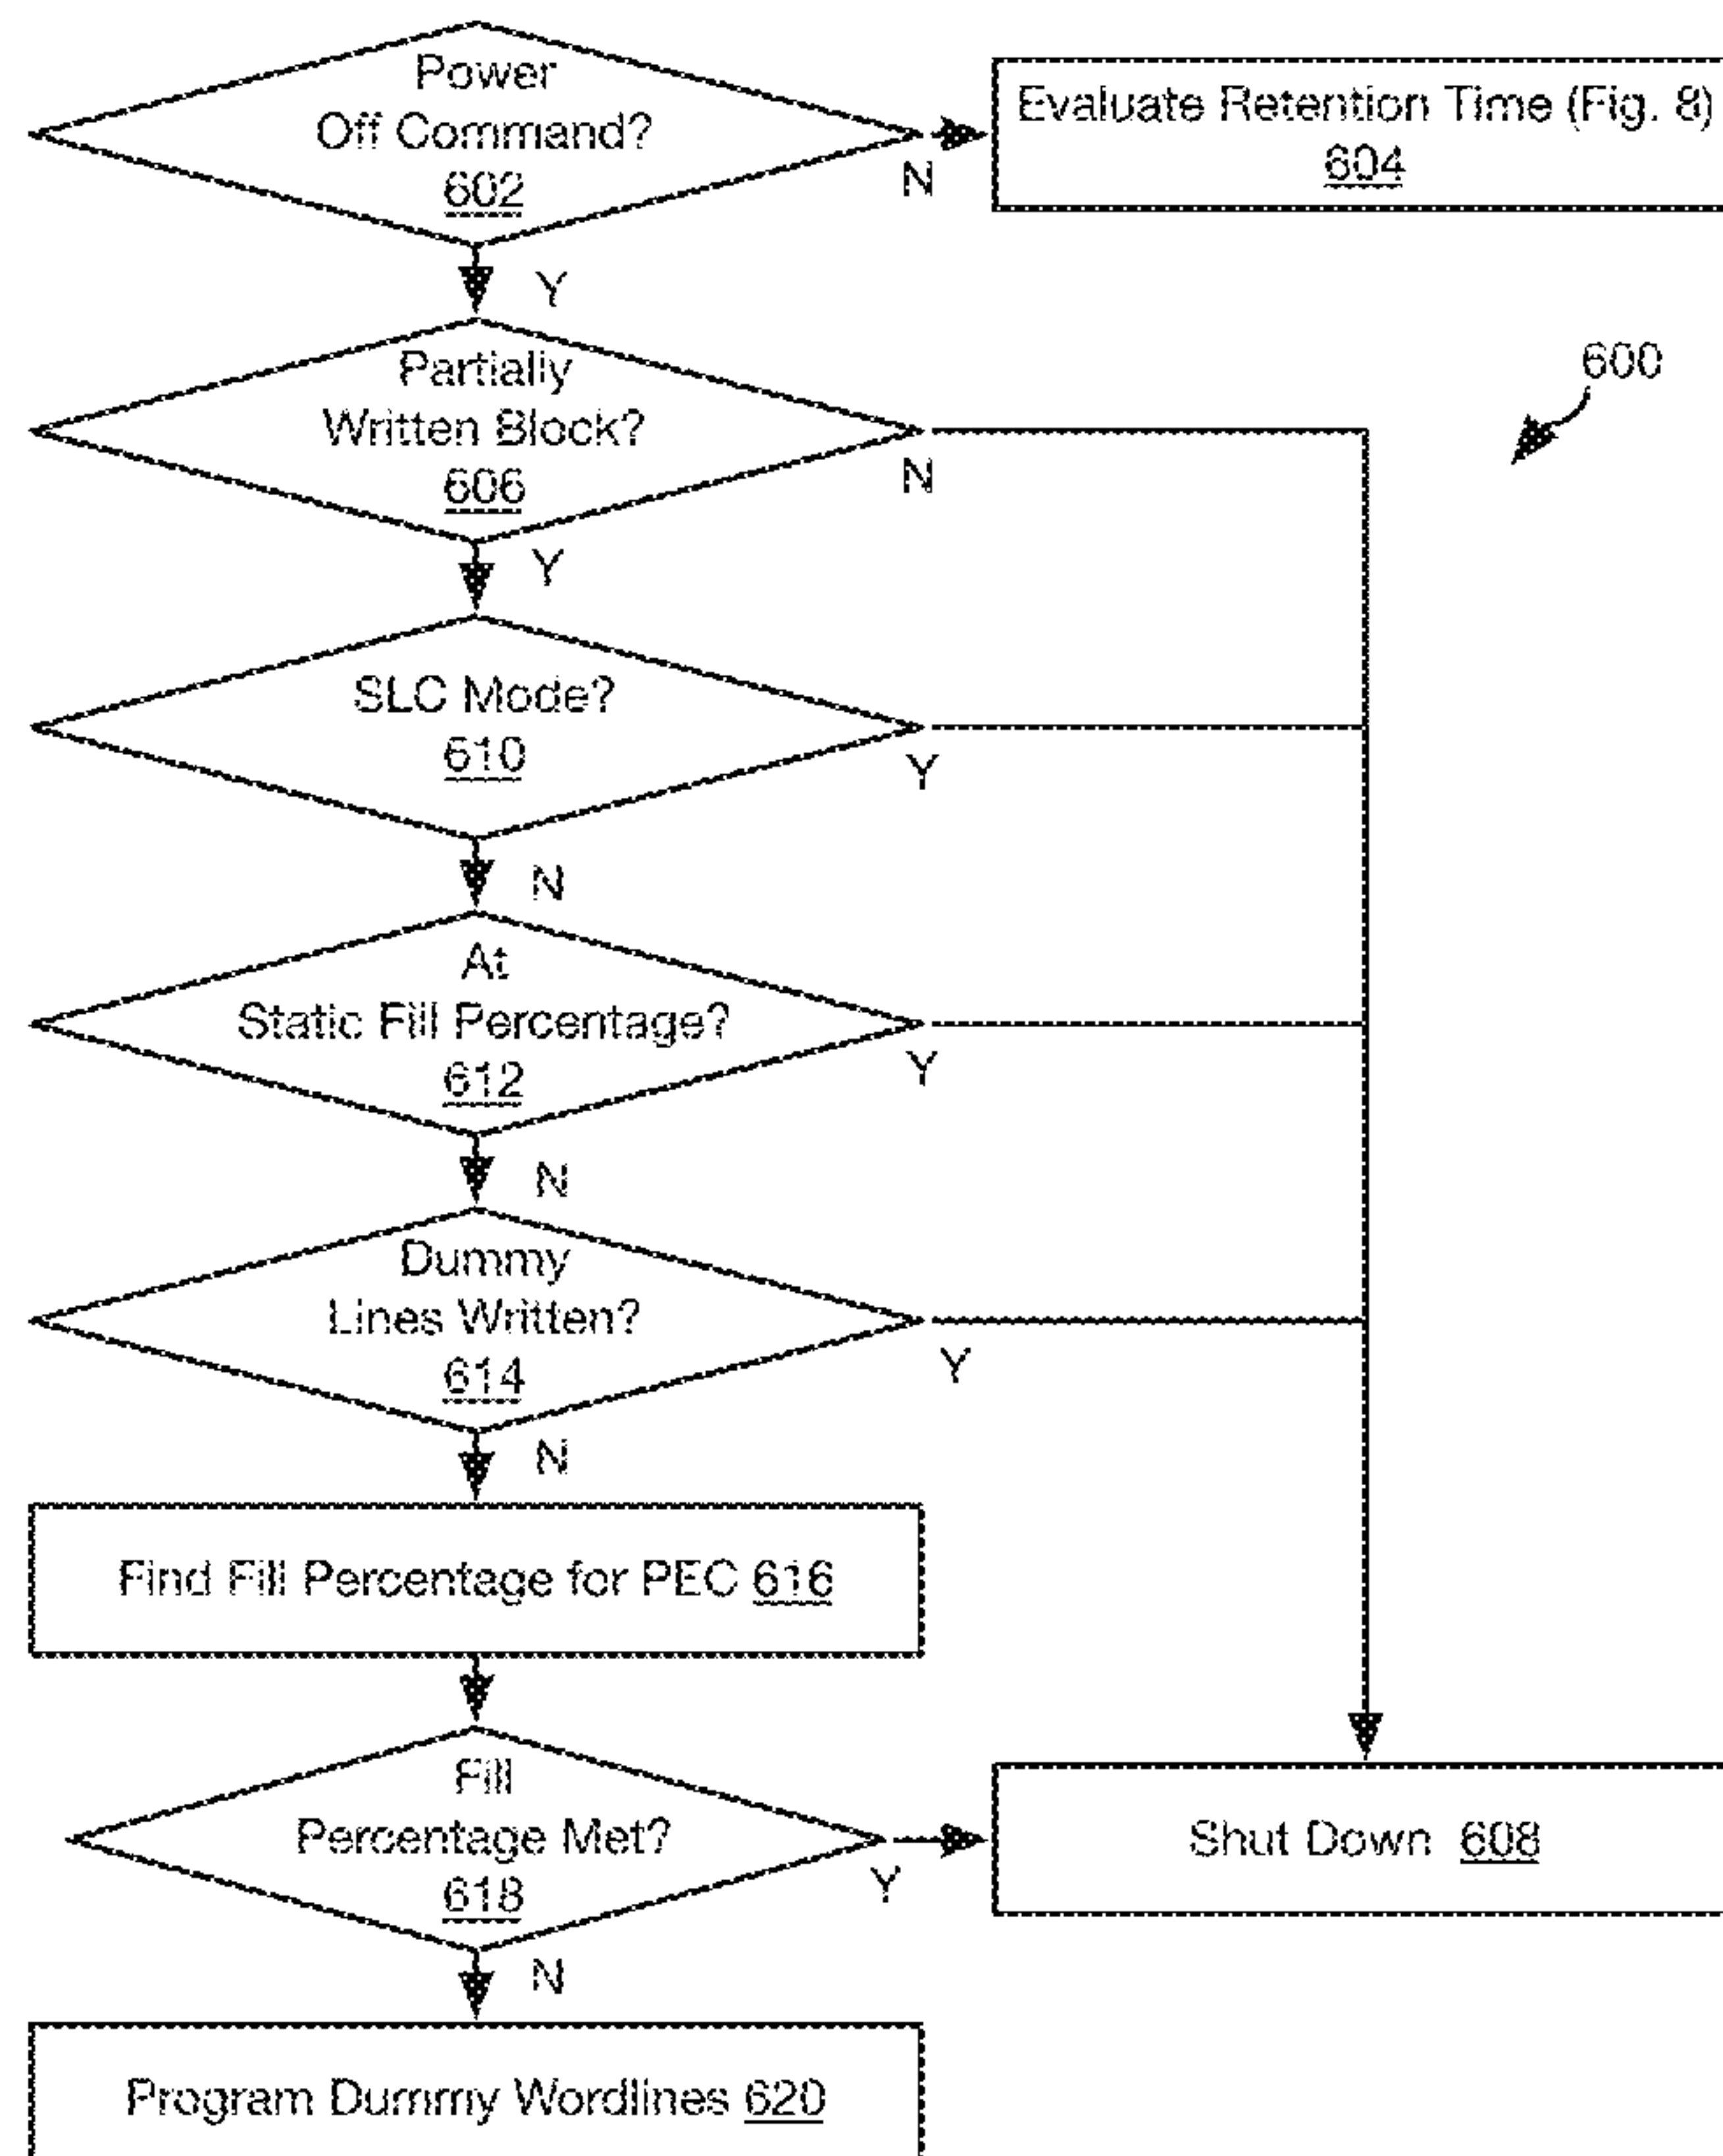 Power
Off Command?
602
N
Evaluate Retention Time (Fig. 8)
604
Y
Partially
Written Block?
606
N
600
Y
SLC Mode?
610
Y
N
At
Static Fill Percentage?
612
Y
N
Dummy
Lines Written?
614
Y
N
Find Fill Percentage for PEC 616
Fill
Percentage Met?
618
Y
Shut Down 608
N
Program Dummy Wordlines 620